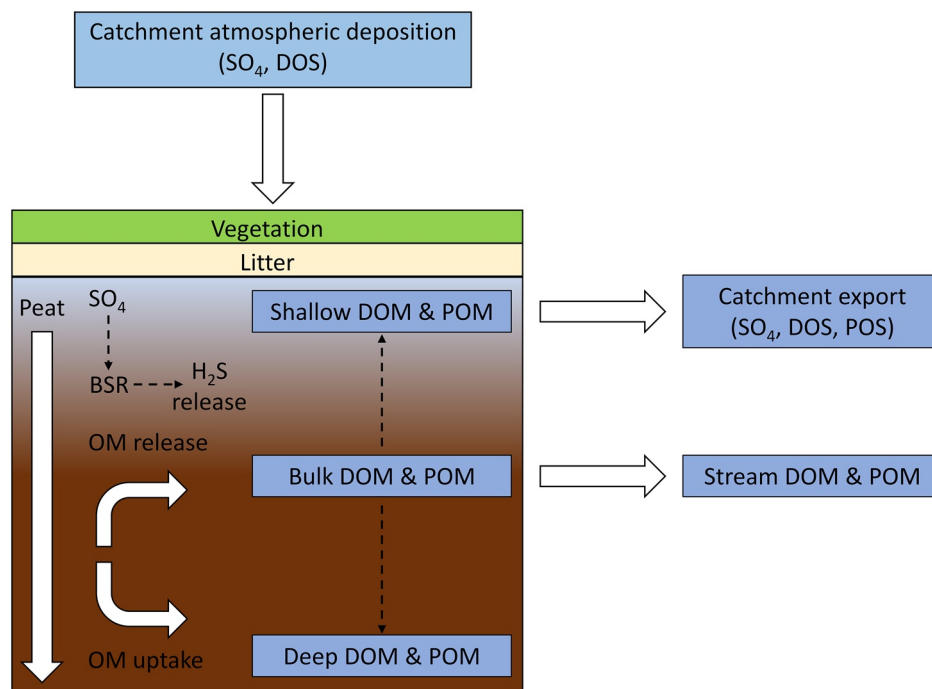 Catchment atmospheric deposition
(SO₄, DOS)
Vegetation
Litter
Peat
SO₄
Shallow DOM & POM
Catchment export
(SO₄, DOS, POS)
BSR
H₂S
release
OM release
Bulk DOM & POM
Stream DOM & POM
OM uptake
Deep DOM & POM